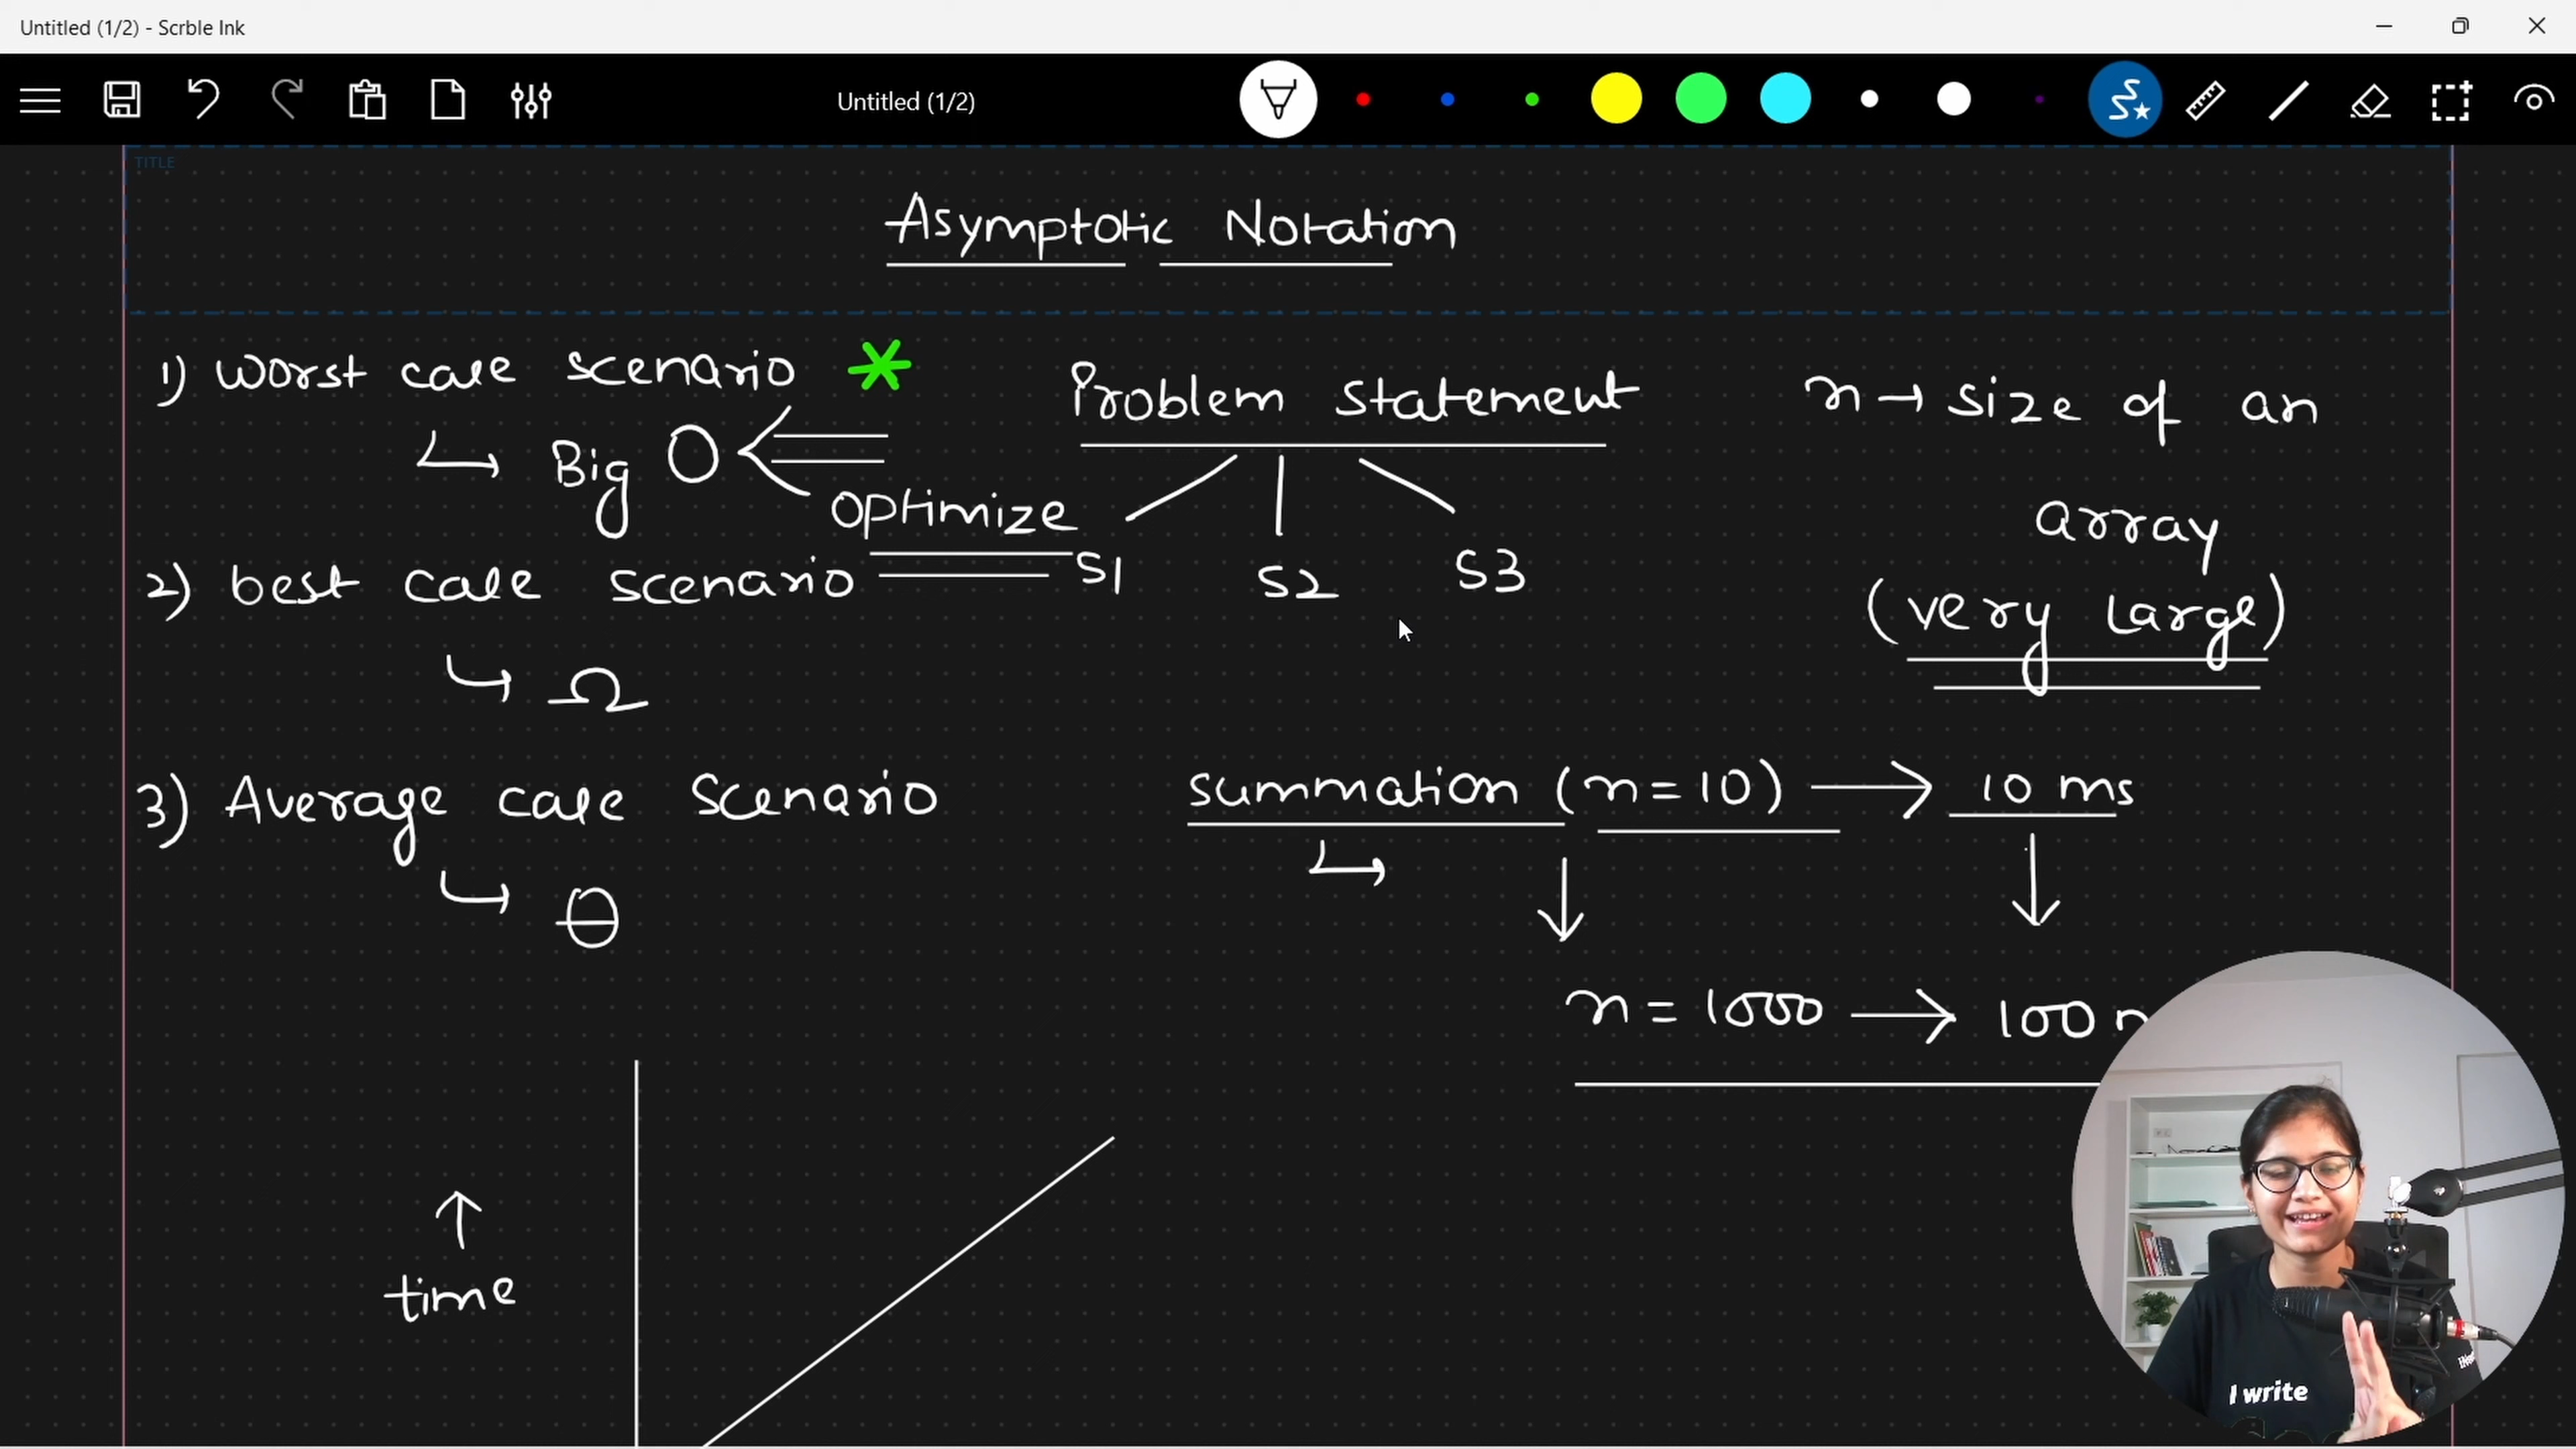 Untitled (1/2) - Scrble Ink
Untitled (1/2)
TITLE
Asymptotic Notation
1) worst case scenario *
↳ Big O
optimize
2) best case scenario
↳ Ω
3) Average case scenario
↳ θ
↑
time
Problem statement
S1 S2 S3
n → size of an
array
(very large)
summation (n=10) → 10 ms
↳ ↓ ↓
n = 1000 → 100
I write